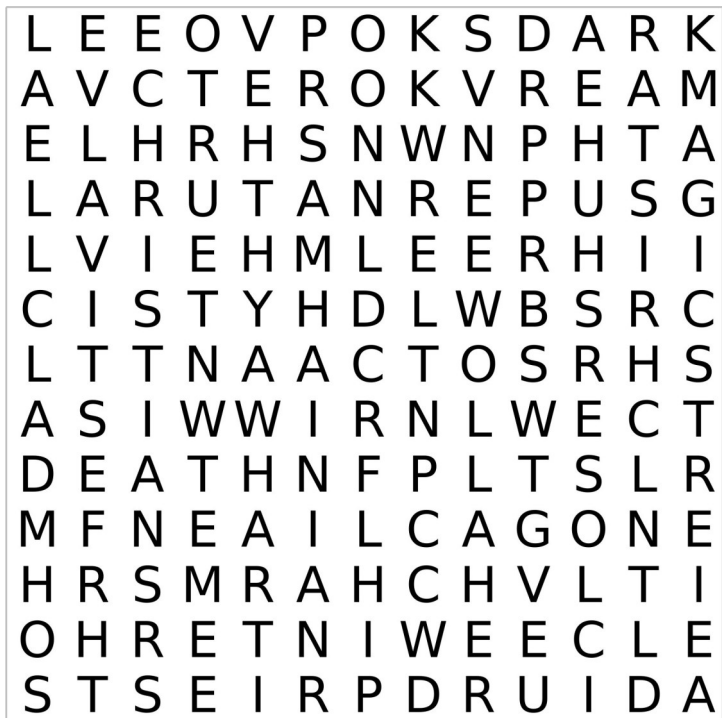 L E E O V P O K S D A R K
A V C T E R O K V R E A M
E L H R H S N W N P H T A
L A R U T A N R E P U S G
L V I E H M L E E R H I I
C I S T Y H D L W B S R C
L T T N A A C T O S R H S
A S I W W I R N L W E C T
D E A T H N F P L T S L R
M F N E A I L C A G O N E
H R S M R A H C H V L T I
O H R E T N I W E E C L E
S T S E I R P D R U I D A